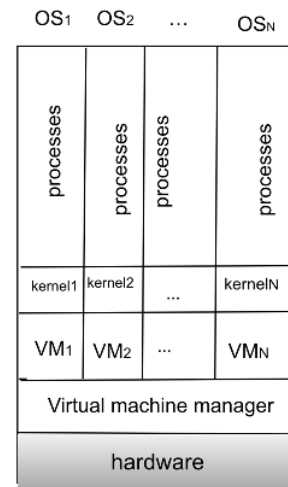 OS1 OS2 ... OSN
processes processes processes processes
kernel1 kernel2 ... kernelN
VM1 VM2 ... VMN
Virtual machine manager
hardware